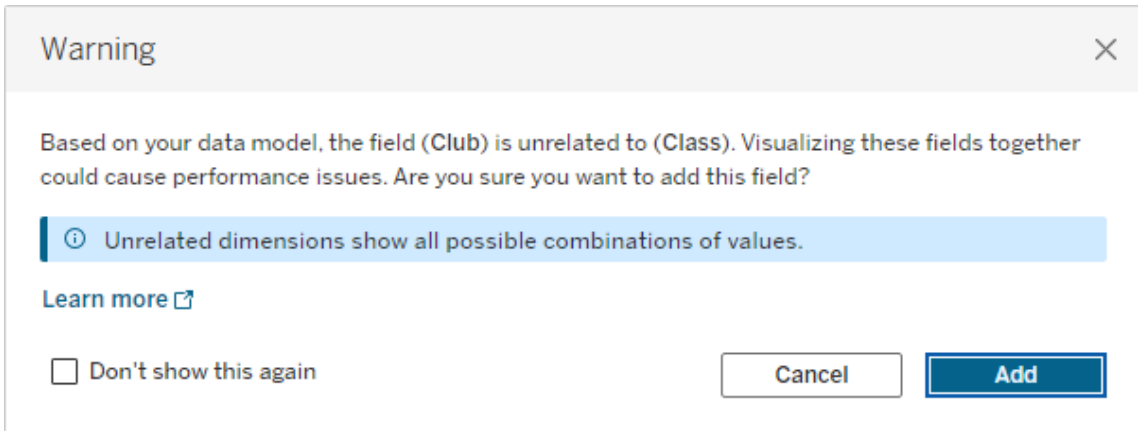 Warning
Based on your data model, the field (Club) is unrelated to (Class). Visualizing these fields together
could cause performance issues. Are you sure you want to add this field?
Unrelated dimensions show all possible combinations of values.
Learn more
Don't show this again
Cancel
Add